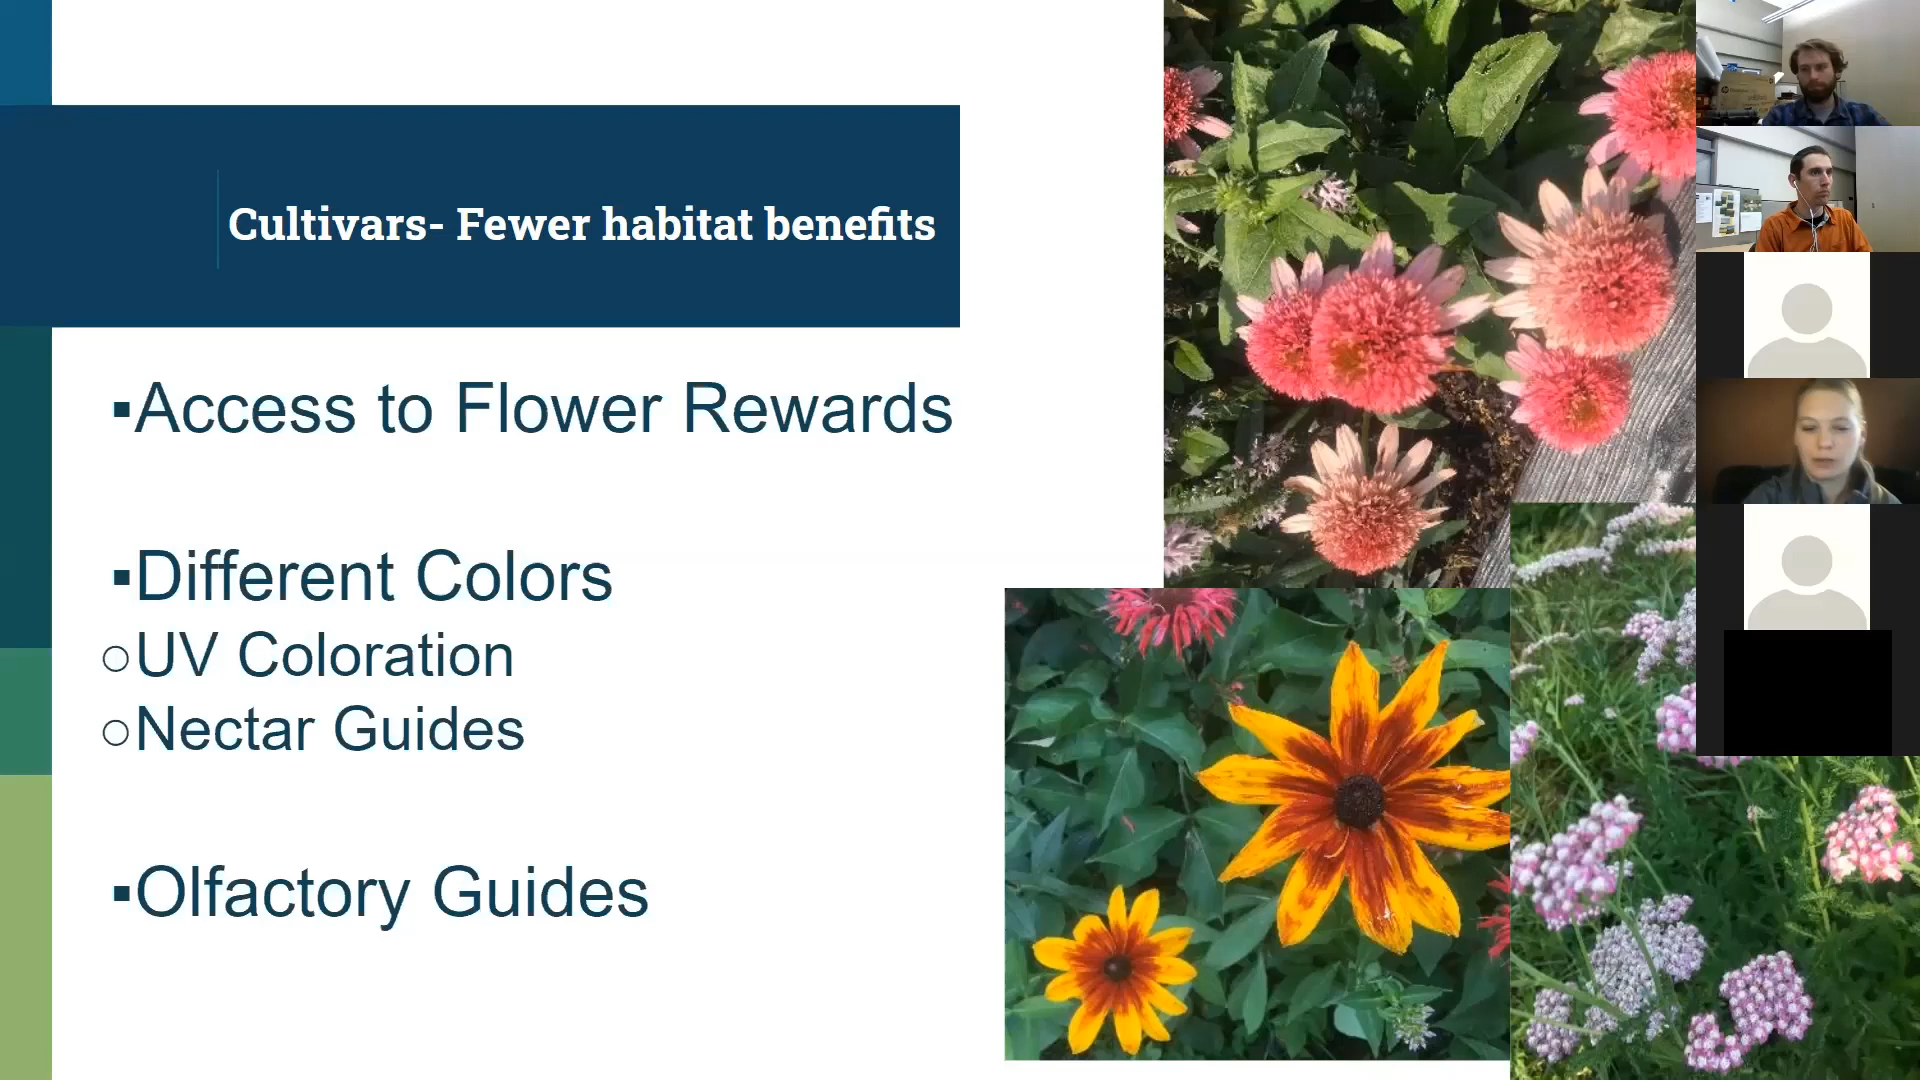 Cultivars- Fewer habitat benefits
▪Access to Flower Rewards
▪Different Colors
○UV Coloration
○Nectar Guides
▪Olfactory Guides